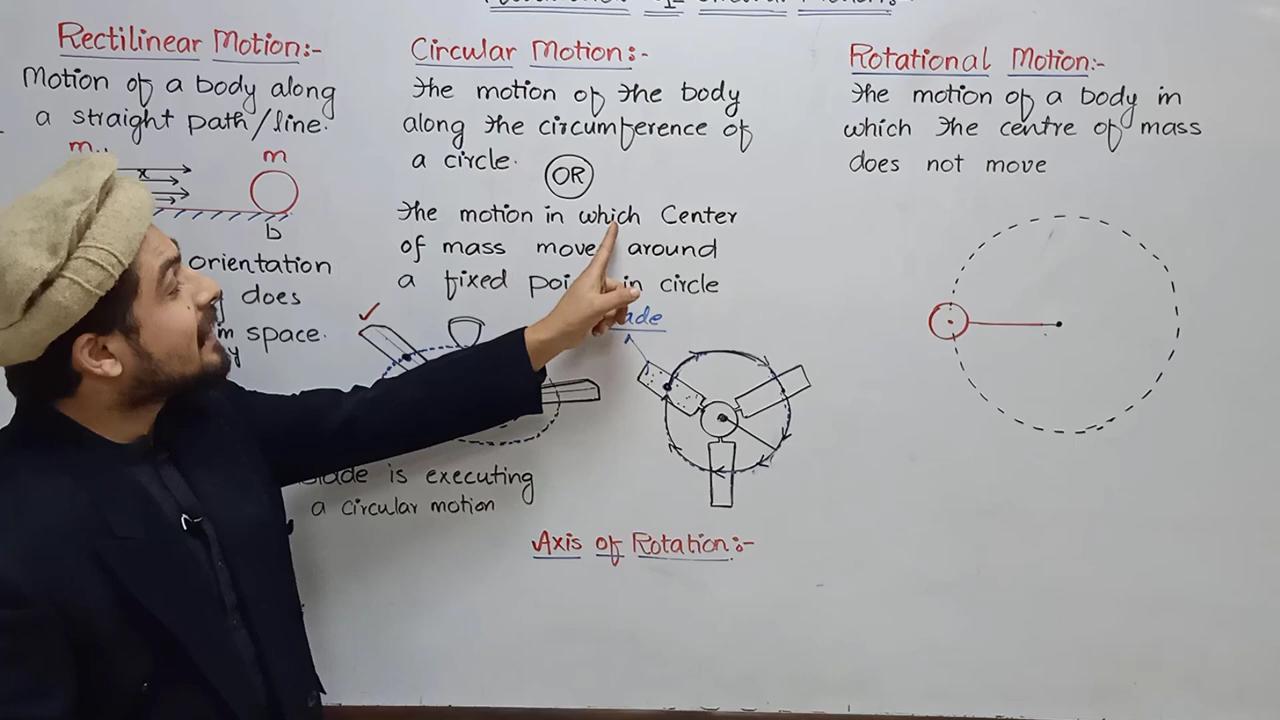 Rectilinear Motion:-
Motion of a body along
a straight path/line.
m
x
m
b
orientation
does
space.
Circular Motion:-
The motion of the body
along the circumference of
a circle.
OR
The motion in which Center
of mass move around
a fixed in circle
is executing
a circular motion
Rotational Motion:-
The motion of a body in
which the centre of mass
does not move
Axis of Rotation:-